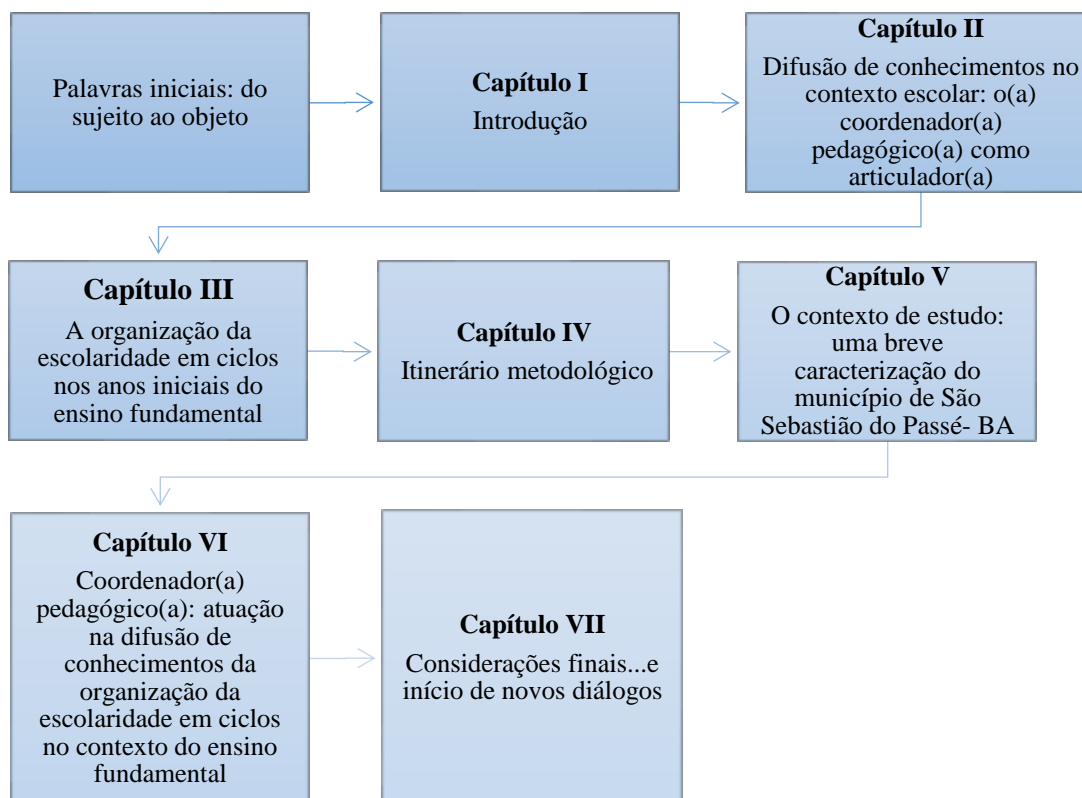 Palavras iniciais: do
sujeito ao objeto
Capítulo I
Introdução
Capítulo II
Difusão de conhecimentos no
contexto escolar: o(a)
coordenador(a)
pedagógico(a) como
articulador(a)
Capítulo III
A organização da
escolaridade em ciclos
nos anos iniciais do
ensino fundamental
Capítulo IV
Itinerário metodológico
Capítulo V
O contexto de estudo:
uma breve
caracterização do
município de São
Sebastião do Passé- BA
Capítulo VI
Coordenador(a)
pedagógico(a): atuação
na difusão de
conhecimentos da
organização da
escolaridade em ciclos
no contexto do ensino
fundamental
Capítulo VII
Considerações finais...e
início de novos diálogos